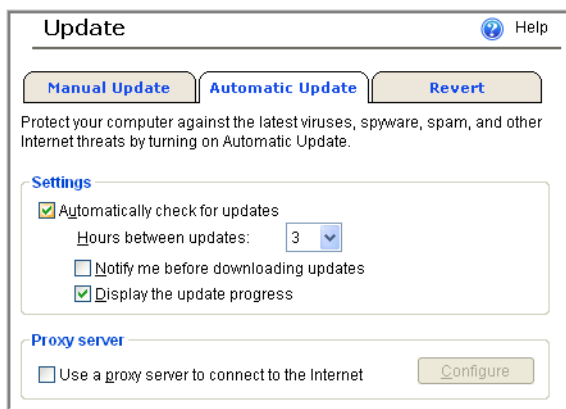 Update
Help
Manual Update
Automatic Update
Revert
Protect your computer against the latest viruses, spyware, spam, and other
Internet threats by turning on Automatic Update.
Settings
Automatically check for updates
Hours between updates: 3
Notify me before downloading updates
Display the update progress
Proxy server
Use a proxy server to connect to the Internet
Configure